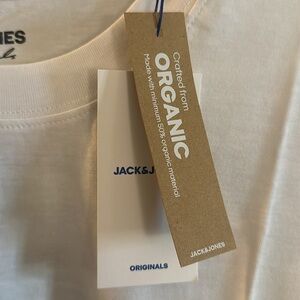 Crafted from
ORGANIC
Made with minimum 50% organic material
JACK&JONES
JACK&J
ORIGINALS